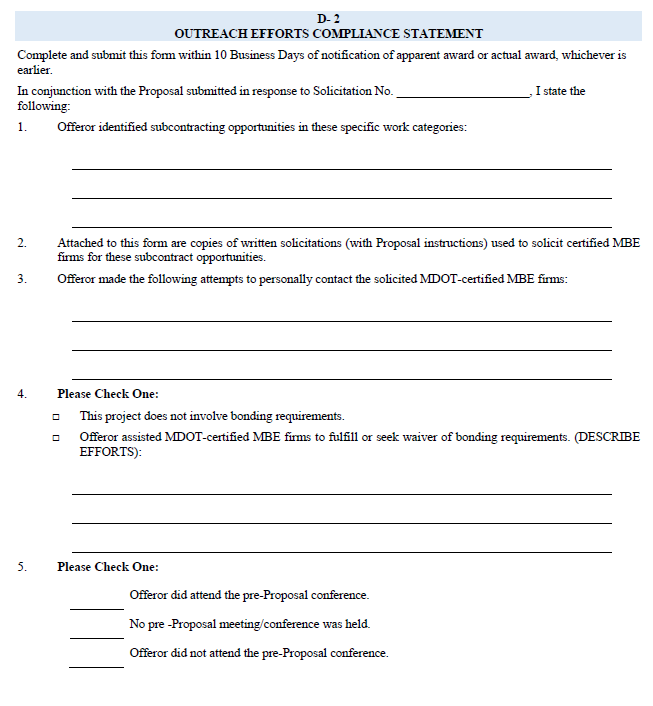 D- 2
OUTREACH EFFORTS COMPLIANCE STATEMENT
Complete and submit this form within 10 Business Days of notification of apparent award or actual award, whichever is
earlier.
In conjunction with the Proposal submitted in response to Solicitation No. ______________________, I state the
following:
1. Offeror identified subcontracting opportunities in these specific work categories:
2. Attached to this form are copies of written solicitations (with Proposal instructions) used to solicit certified MBE
firms for these subcontract opportunities.
3. Offeror made the following attempts to personally contact the solicited MDOT-certified MBE firms:
4. Please Check One:
□ This project does not involve bonding requirements.
□ Offeror assisted MDOT-certified MBE firms to fulfill or seek waiver of bonding requirements. (DESCRIBE
EFFORTS):
5. Please Check One:
Offeror did attend the pre-Proposal conference.
No pre -Proposal meeting/conference was held.
Offeror did not attend the pre-Proposal conference.